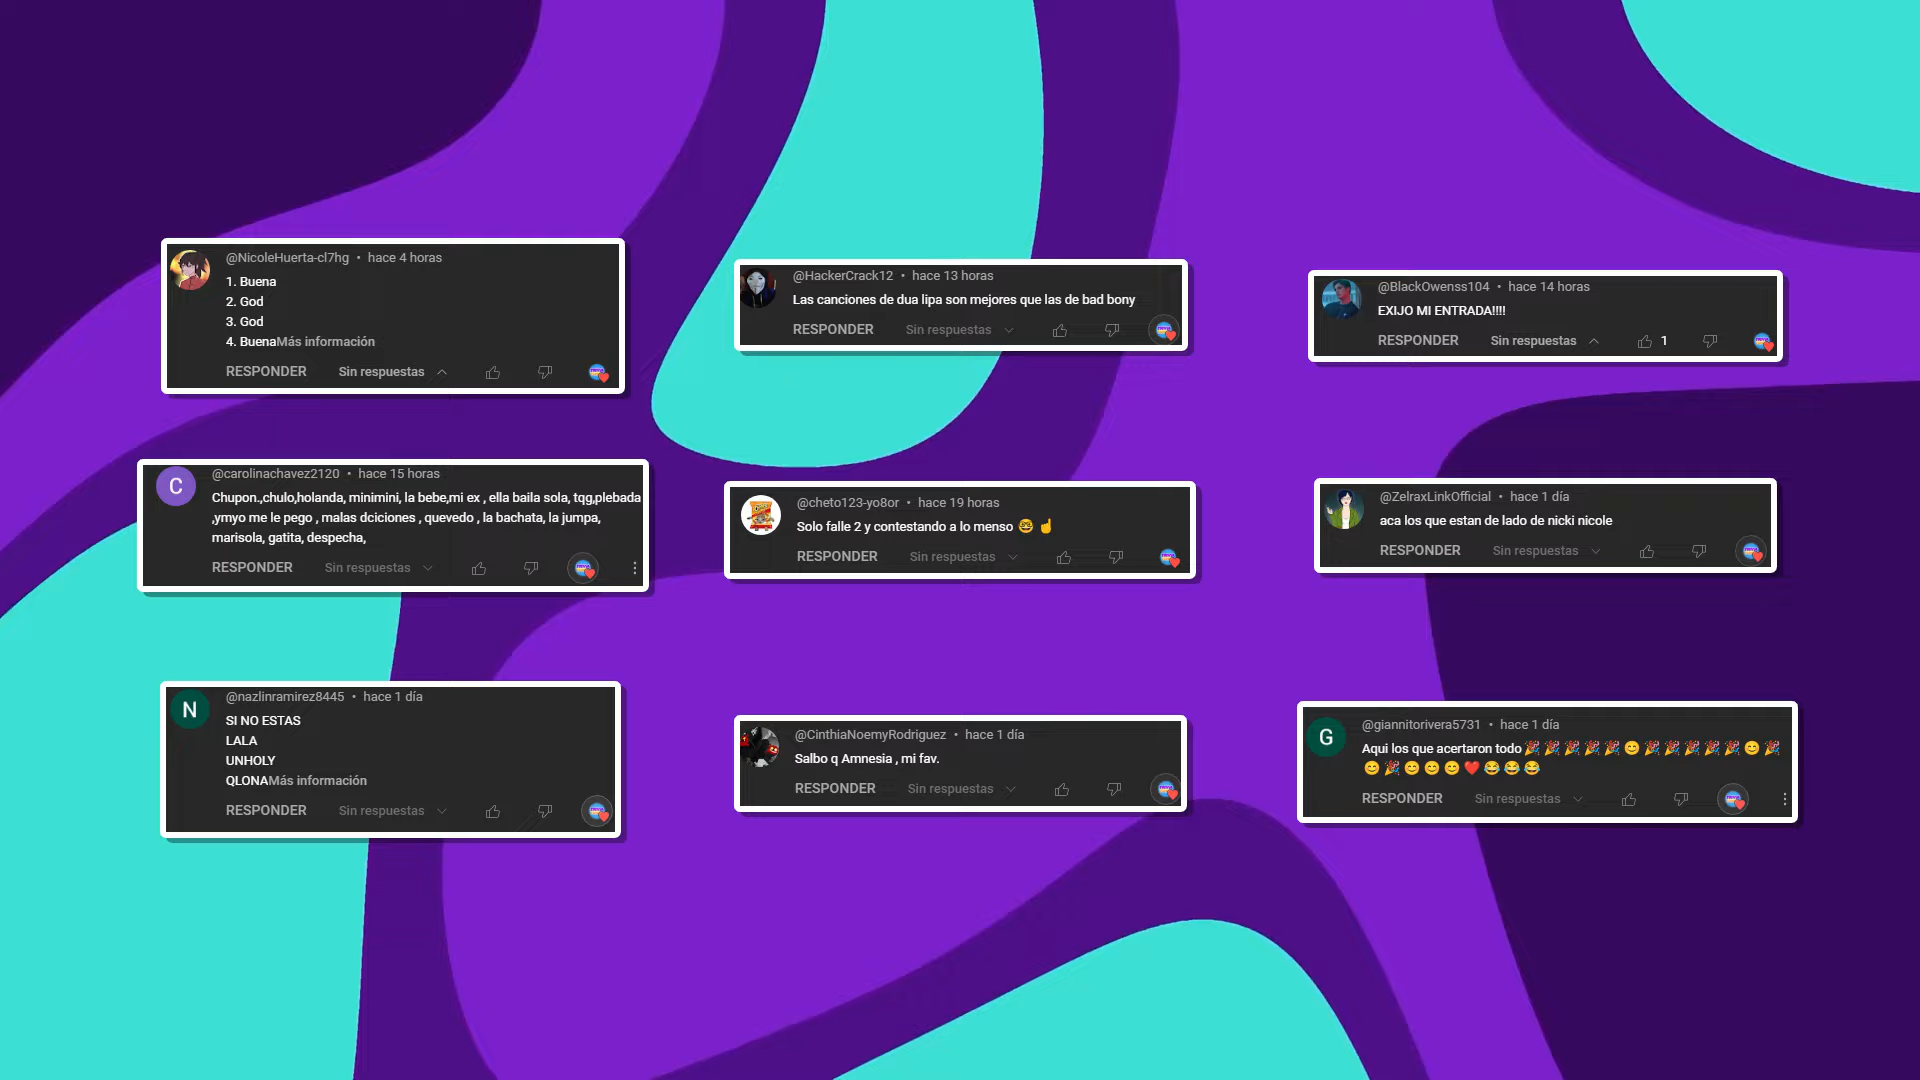 @NicoleHuerta-cl7hg • hace 4 horas
1. Buena
2. God
3. God
4. BuenaMás información
RESPONDER Sin respuestas
@HackerCrack12 • hace 13 horas
Las canciones de dua lipa son mejores que las de bad bony
RESPONDER Sin respuestas
@BlackOwenss104 • hace 14 horas
EXIJO MI ENTRADA!!!!
RESPONDER Sin respuestas 1
C
@carolinachavez2120 • hace 15 horas
Chupon.,chulo,holanda, minimini, la bebe,mi ex , ella baila sola, tqg,plebada
,ymyo me le pego , malas dciciones , quevedo , la bachata, la jumpa,
marisola, gatita, despecha,
RESPONDER Sin respuestas
@cheto123-yo8or • hace 19 horas
Solo falle 2 y contestando a lo menso 🤓 ☝
RESPONDER Sin respuestas
@ZelraxLinkOfficial • hace 1 día
aca los que estan de lado de nicki nicole
RESPONDER Sin respuestas
N
@nazlinramirez8445 • hace 1 día
SI NO ESTAS
LALA
UNHOLY
QLONAMás información
RESPONDER Sin respuestas
@CinthiaNoemyRodriguez • hace 1 día
Salbo q Amnesia , mi fav.
RESPONDER Sin respuestas
G
@giannitorivera5731 • hace 1 día
Aqui los que acertaron todo🎉🎉🎉🎉🎉😊🎉🎉🎉🎉🎉😊🎉
😊🎉😊😊😊❤️😂😂😂
RESPONDER Sin respuestas